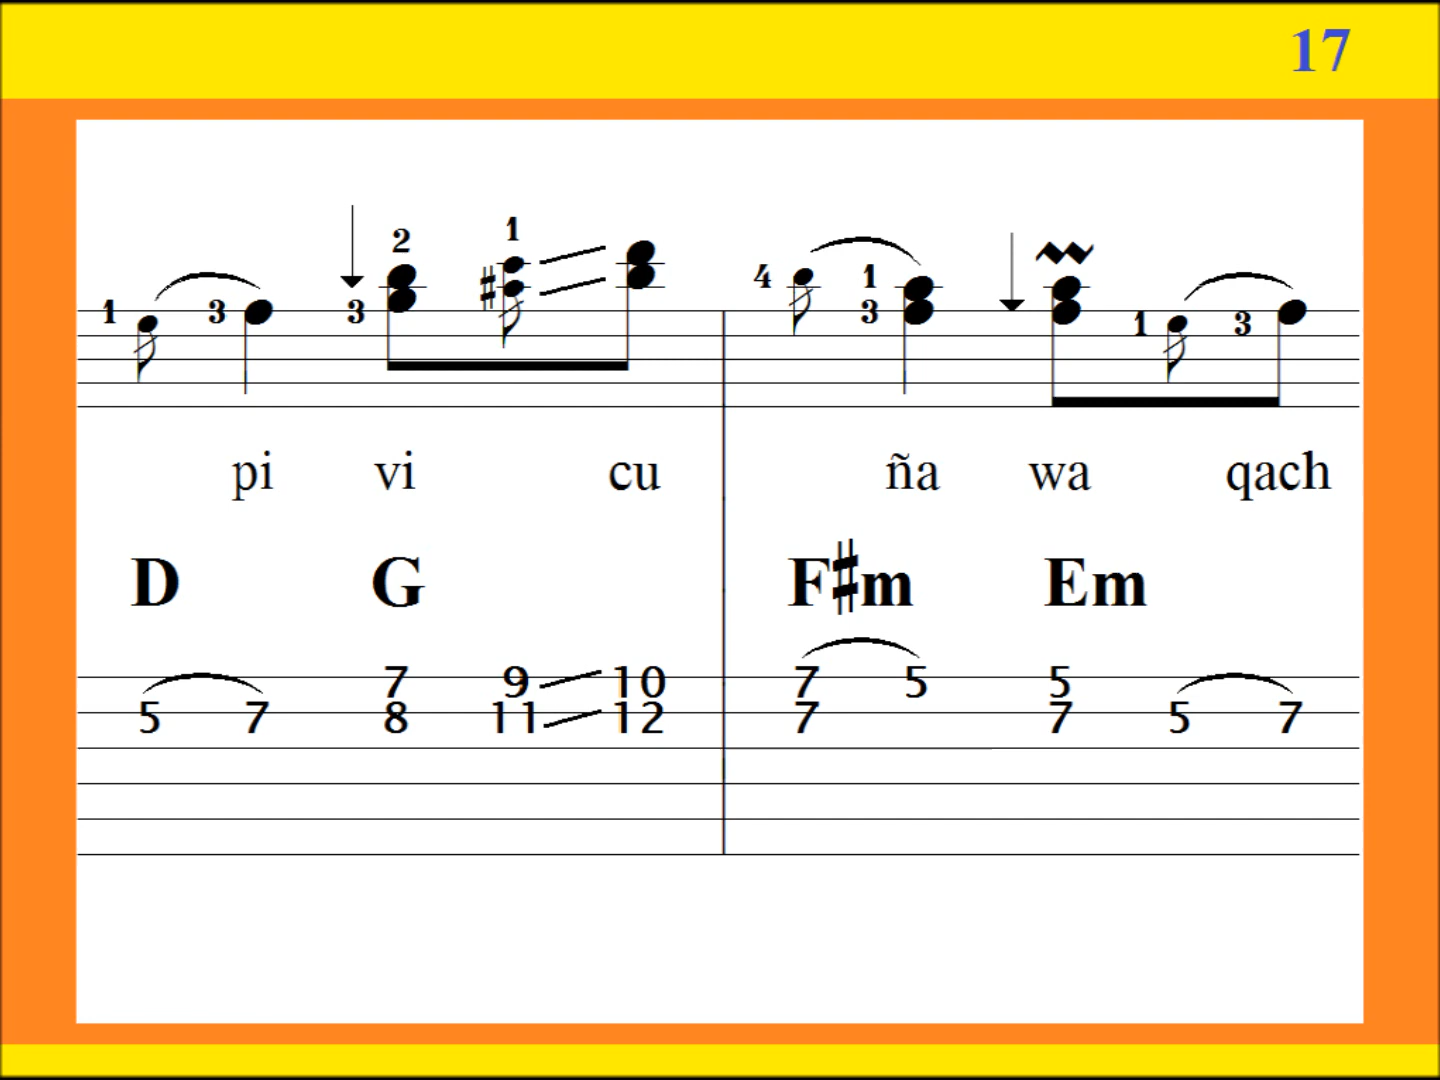 17
2 1
1 3 3 4 1 3 1 3
pi vi cu ña wa qach
D G F♯m Em
7 9 10 7 5 5
5 7 8 11 12 7 7 5 7